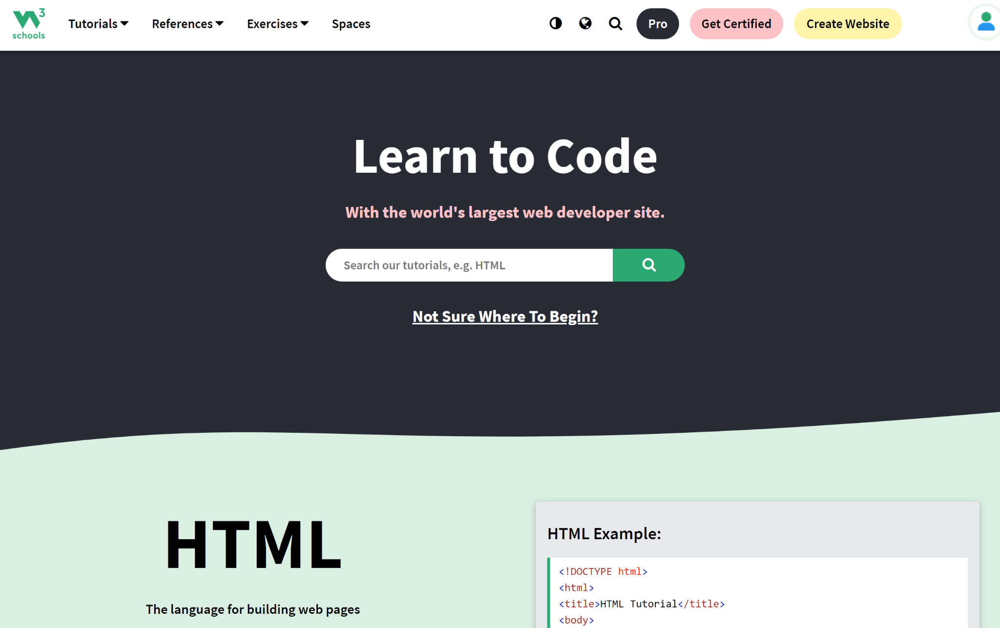 3
schools
Tutorials
References
Exercises
Spaces
Pro
Get Certified
Create Website
Learn to Code
With the world's largest web developer site.
Search our tutorials, e.g. HTML
Not Sure Where To Begin?
HTML
The language for building web pages
HTML Example:
<!DOCTYPE html>
<html>
<title>HTML Tutorial</title>
<body>